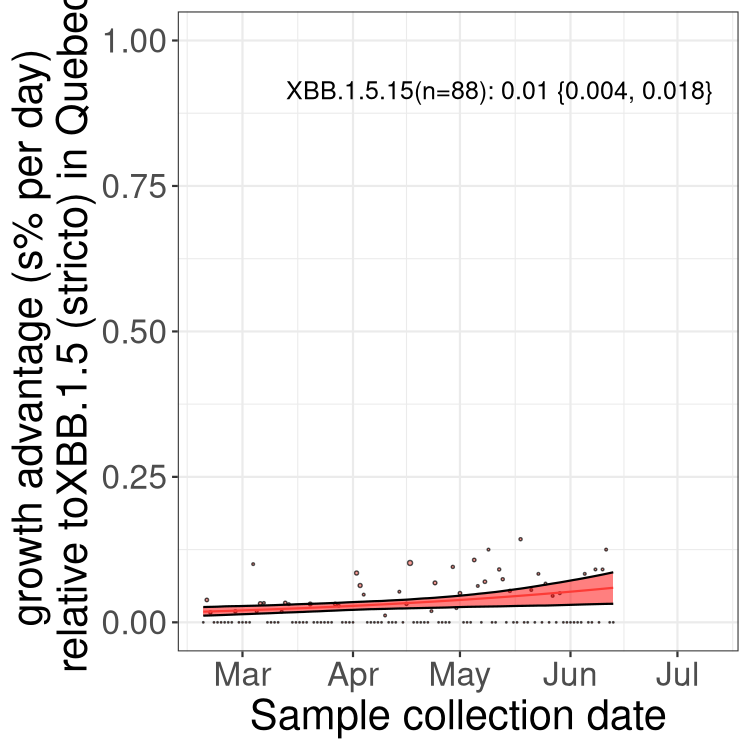 growth advantage (s% per day)
relative toXBB.1.5 (stricto) in Quebec
1.00
0.75
0.50
0.25
0.00
XBB.1.5.15(n=88): 0.01 {0.004, 0.018}
Mar Apr May Jun Jul
Sample collection date